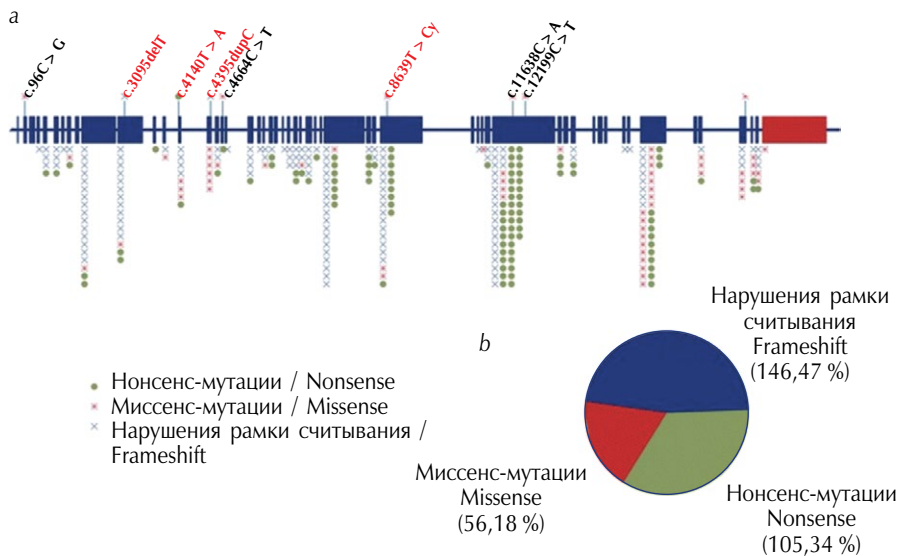 a
c.96C > G
c.3095delT
c.4140T > A
c.4395dupC
c.4664C > T
c.8639T > Cy
c.11638C > A
c.12199C > T
b
Нонсенс-мутации / Nonsense
Миссенс-мутации / Missense
Нарушения рамки считывания /
Frameshift
Нарушения рамки
считывания
Frameshift
(146,47 %)
Миссенс-мутации
Missense
(56,18 %)
Нонсенс-мутации
Nonsense
(105,34 %)